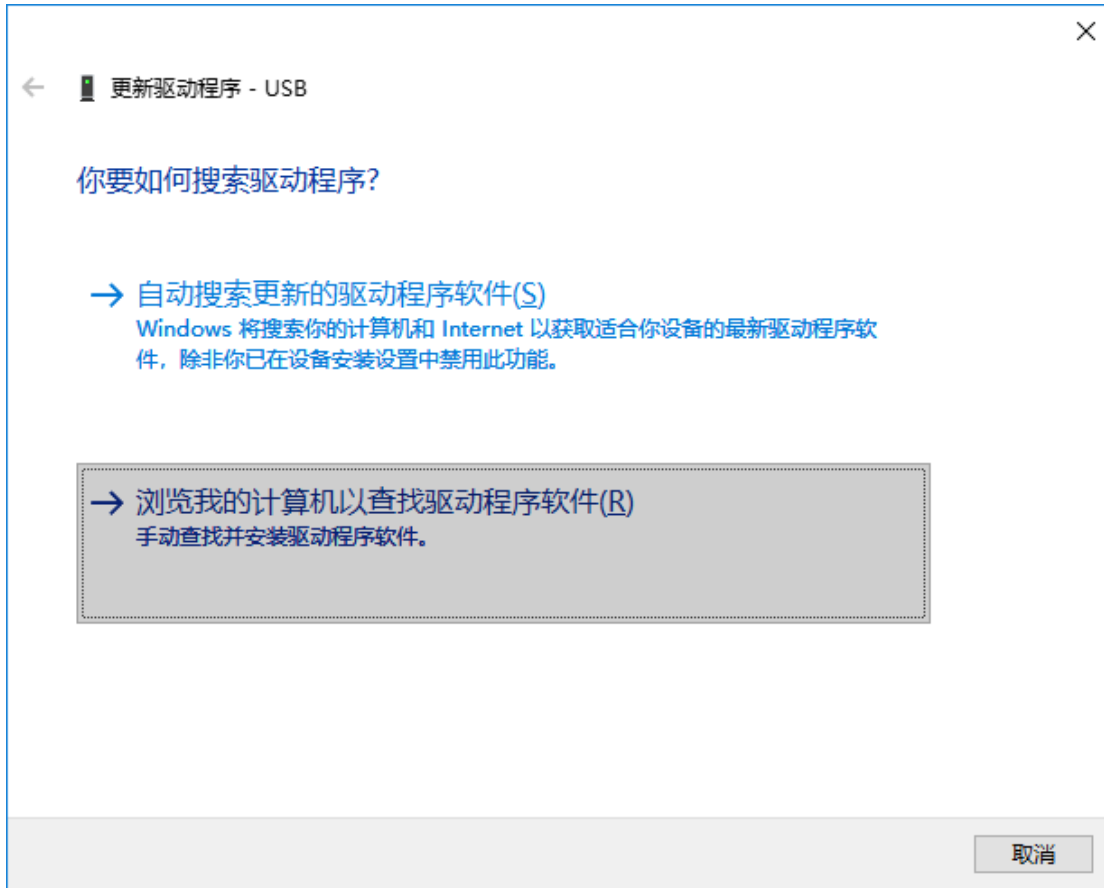 更新驱动程序 - USB
你要如何搜索驱动程序?
→ 自动搜索更新的驱动程序软件(S)
Windows 将搜索你的计算机和 Internet 以获取适合你设备的最新驱动程序软
件，除非你已在设备安装设置中禁用此功能。
→ 浏览我的计算机以查找驱动程序软件(R)
手动查找并安装驱动程序软件。
取消